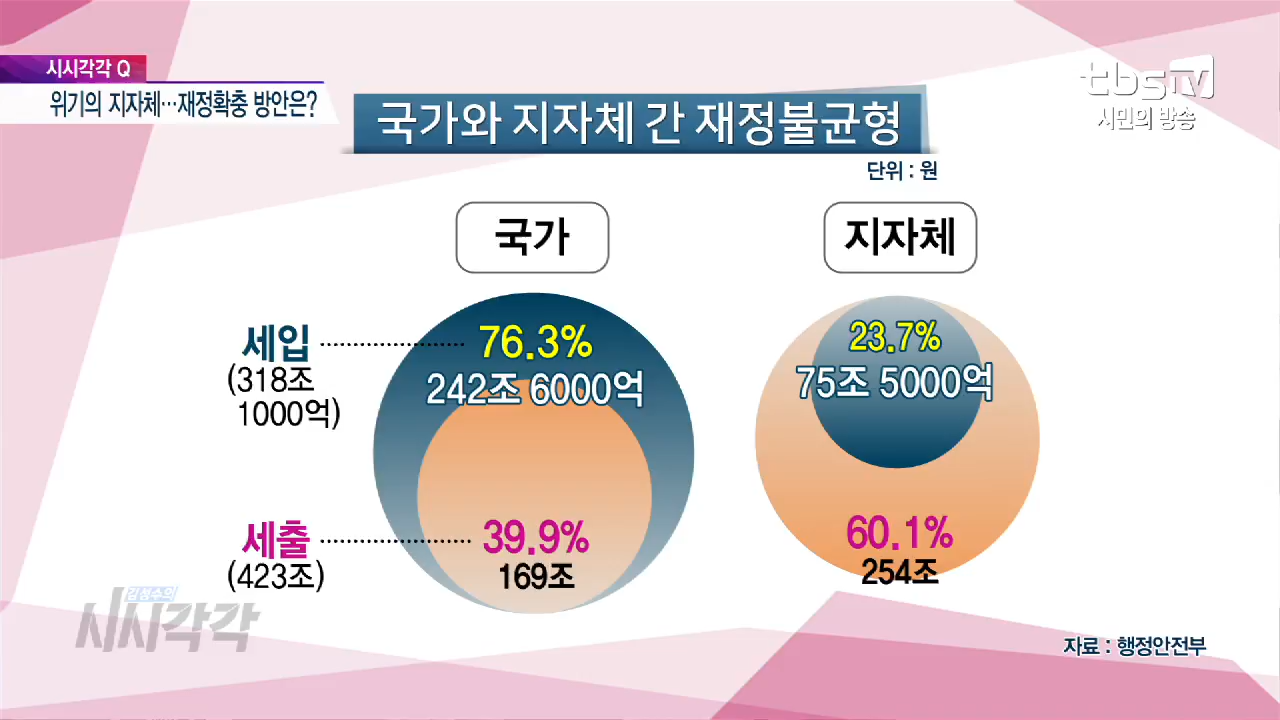 시시각각 Q
위기의 지자체…재정확충 방안은?
tbsTV
시민의 방송
국가와 지자체 간 재정불균형
단위 : 원
국가
지자체
세입
(318조
1000억)
76.3%
242조 6000억
23.7%
75조 5000억
세출
(423조)
39.9%
169조
60.1%
254조
김성수의
시시각각
자료 : 행정안전부